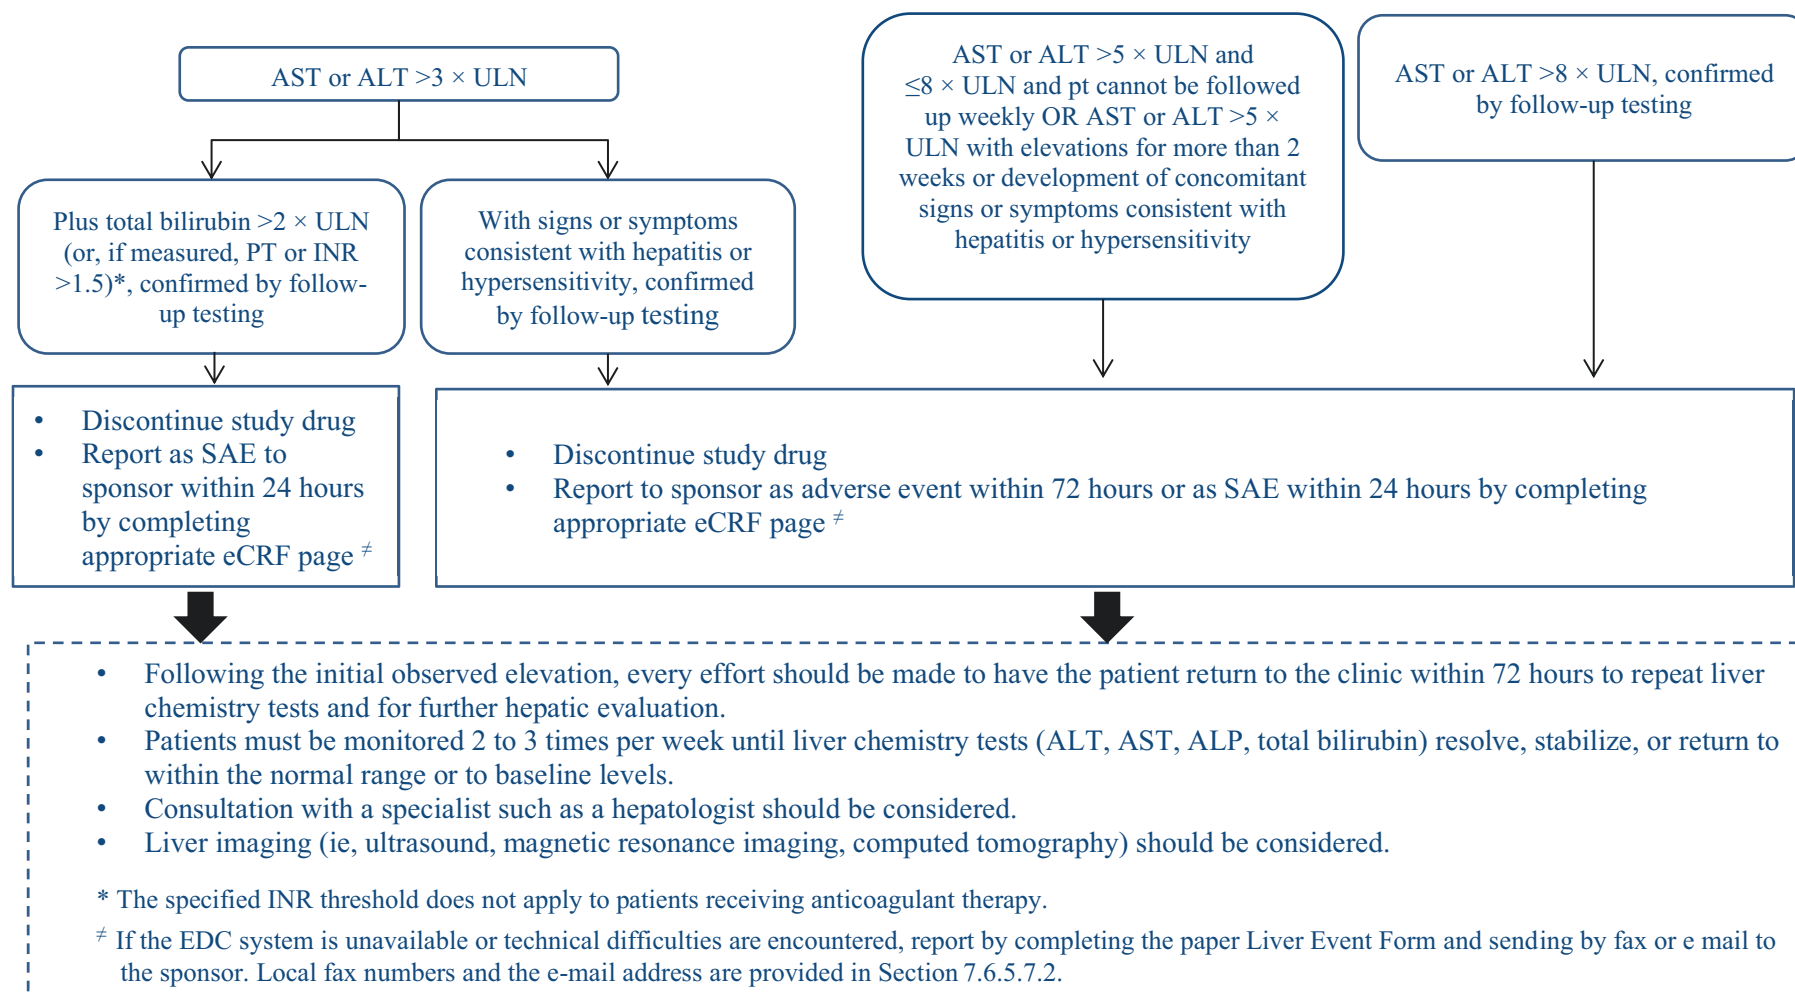 AST or ALT >3 × ULN
Plus total bilirubin >2 × ULN
(or, if measured, PT or INR
>1.5)*, confirmed by follow-
up testing
With signs or symptoms
consistent with hepatitis or
hypersensitivity, confirmed
by follow-up testing
AST or ALT >5 × ULN and
≤8 × ULN and pt cannot be followed
up weekly OR AST or ALT >5 ×
ULN with elevations for more than 2
weeks or development of concomitant
signs or symptoms consistent with
hepatitis or hypersensitivity
AST or ALT >8 × ULN, confirmed
by follow-up testing
• Discontinue study drug
• Report as SAE to
sponsor within 24 hours
by completing
appropriate eCRF page ≠
• Discontinue study drug
• Report to sponsor as adverse event within 72 hours or as SAE within 24 hours by completing
appropriate eCRF page ≠
• Following the initial observed elevation, every effort should be made to have the patient return to the clinic within 72 hours to repeat liver
chemistry tests and for further hepatic evaluation.
• Patients must be monitored 2 to 3 times per week until liver chemistry tests (ALT, AST, ALP, total bilirubin) resolve, stabilize, or return to
within the normal range or to baseline levels.
• Consultation with a specialist such as a hepatologist should be considered.
• Liver imaging (ie, ultrasound, magnetic resonance imaging, computed tomography) should be considered.
* The specified INR threshold does not apply to patients receiving anticoagulant therapy.
≠ If the EDC system is unavailable or technical difficulties are encountered, report by completing the paper Liver Event Form and sending by fax or e mail to
the sponsor. Local fax numbers and the e-mail address are provided in Section 7.6.5.7.2.